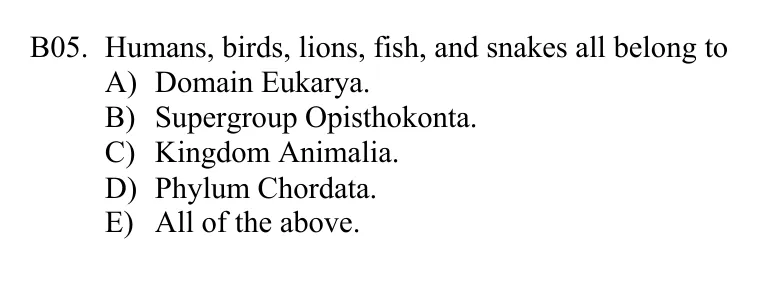 B05. Humans, birds, lions, fish, and snakes all belong to
A) Domain Eukarya.
B) Supergroup Opisthokonta.
C) Kingdom Animalia.
D) Phylum Chordata.
E) All of the above.